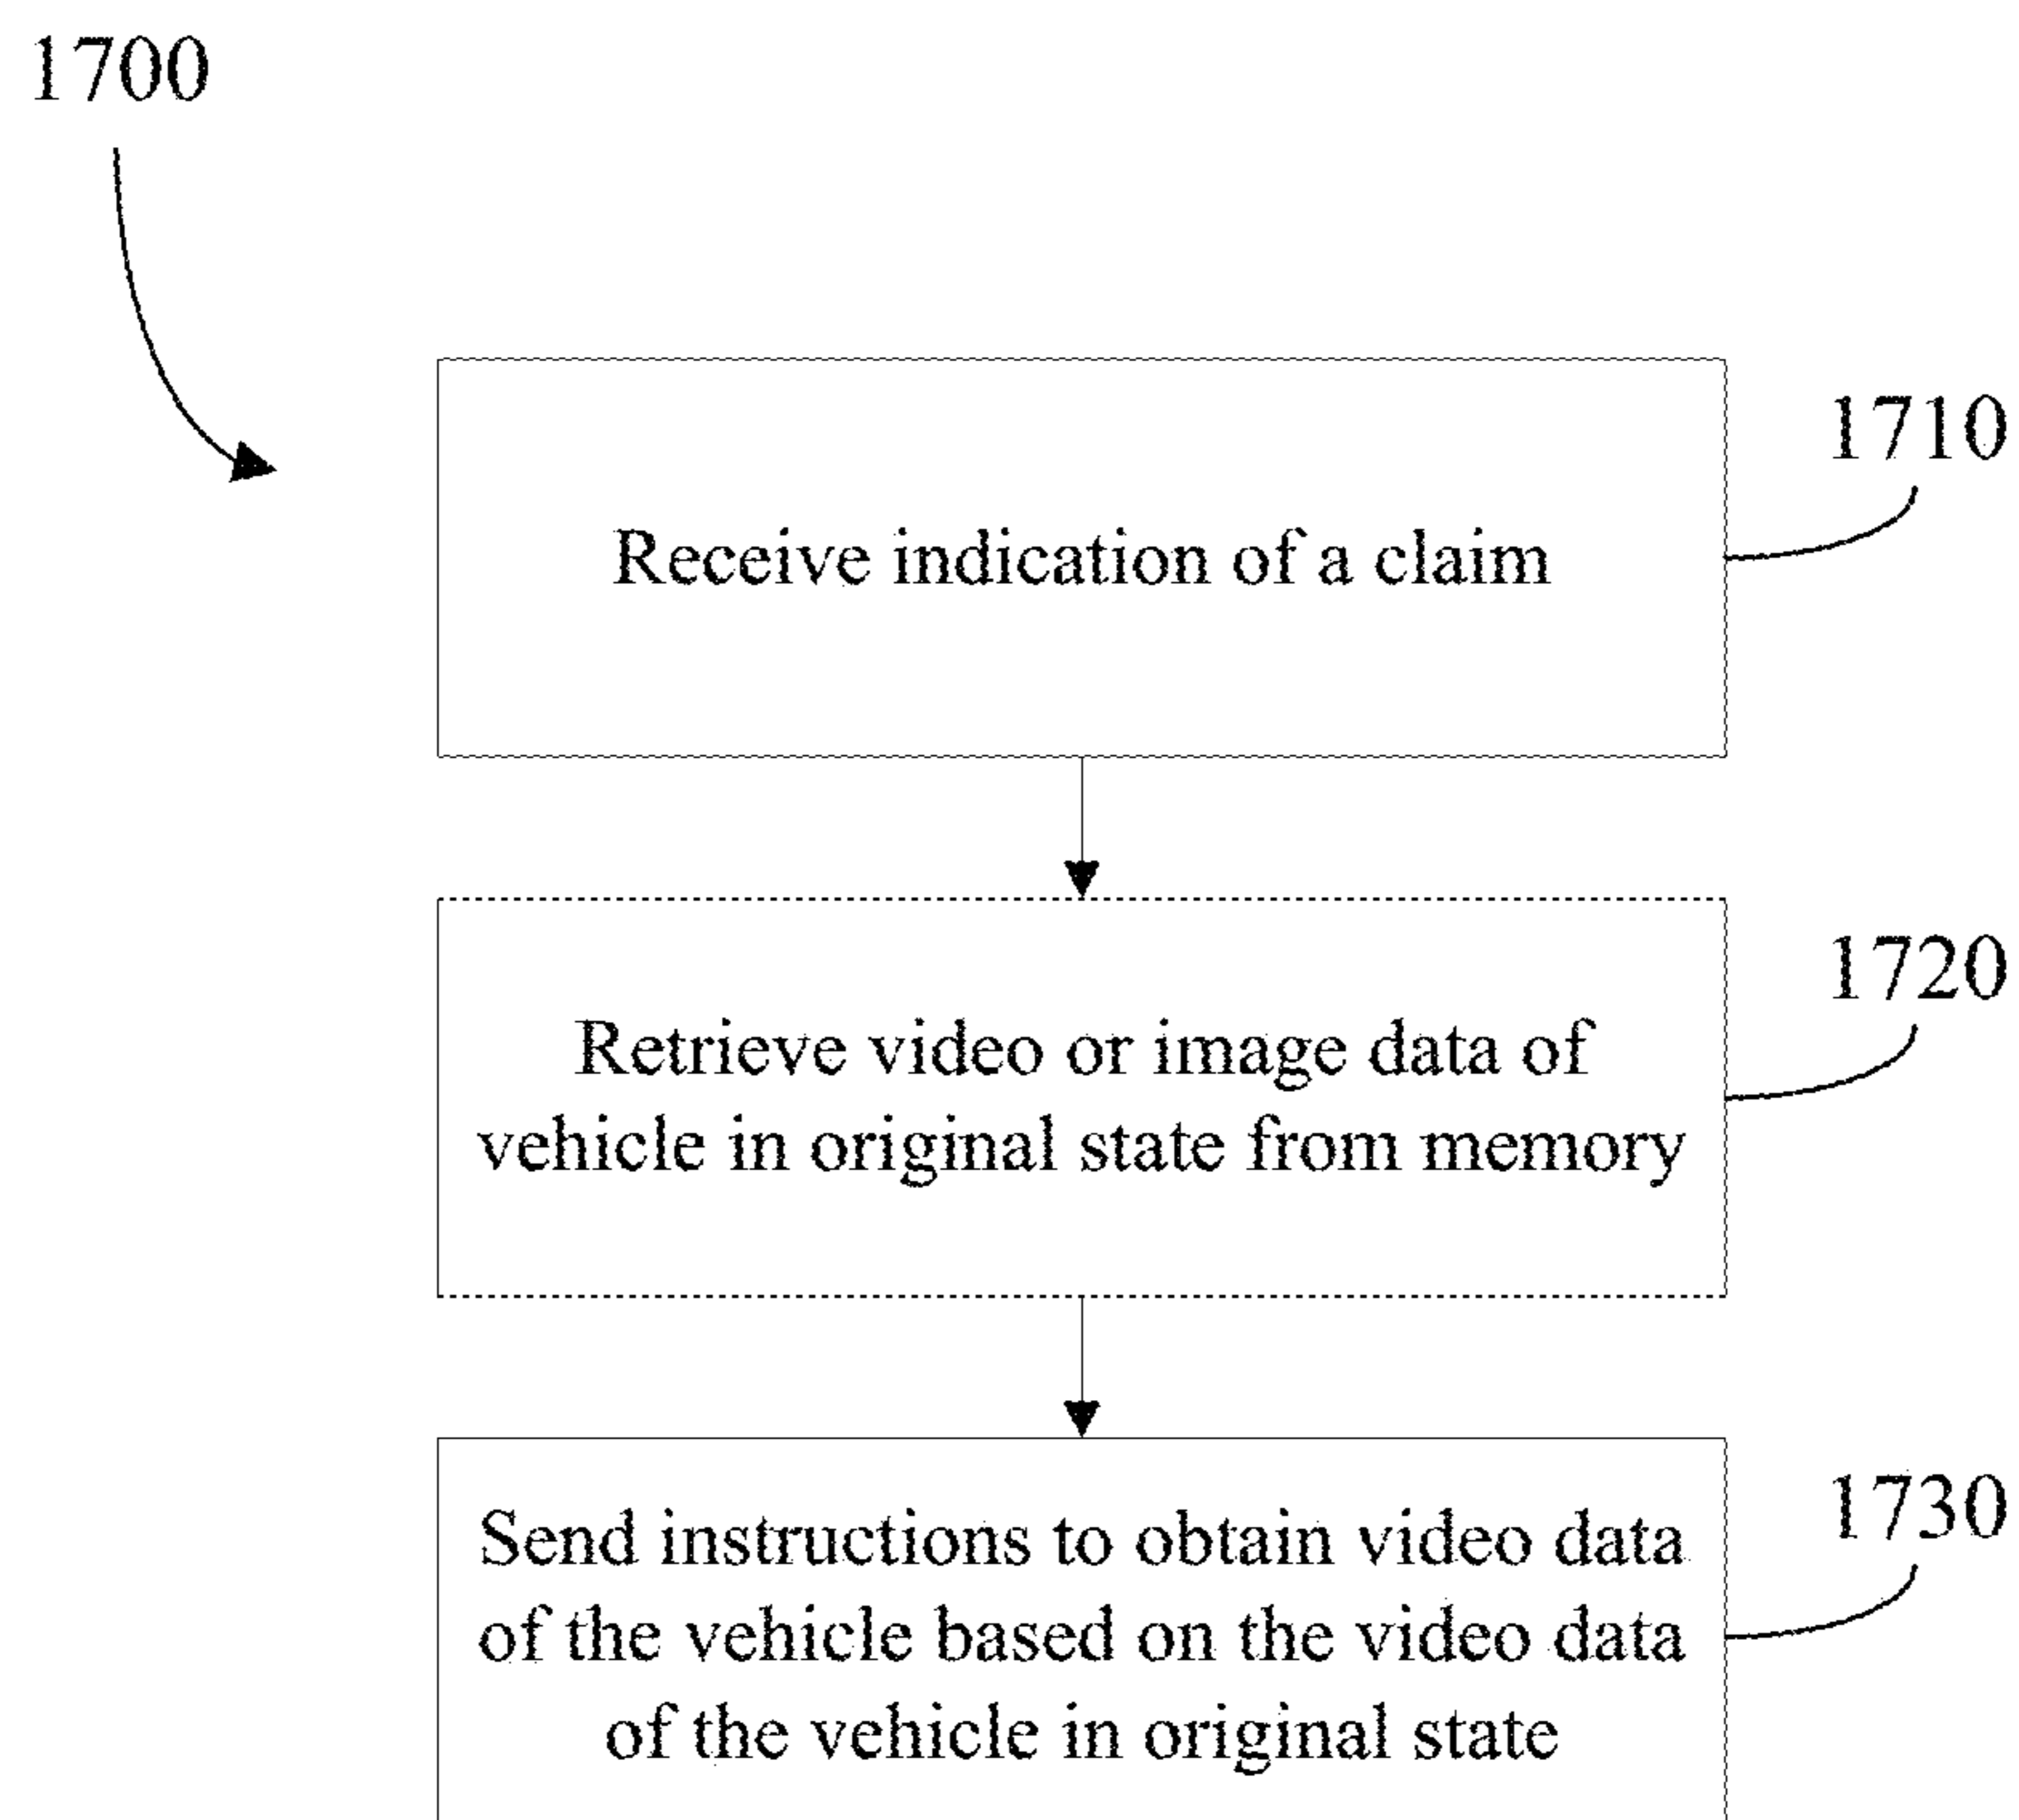 1700
1710
Receive indication of a claim
1720
Retrieve video or image data of
vehicle in original state from memory
1730
Send instructions to obtain video data
of the vehicle based on the video data
of the vehicle in original state